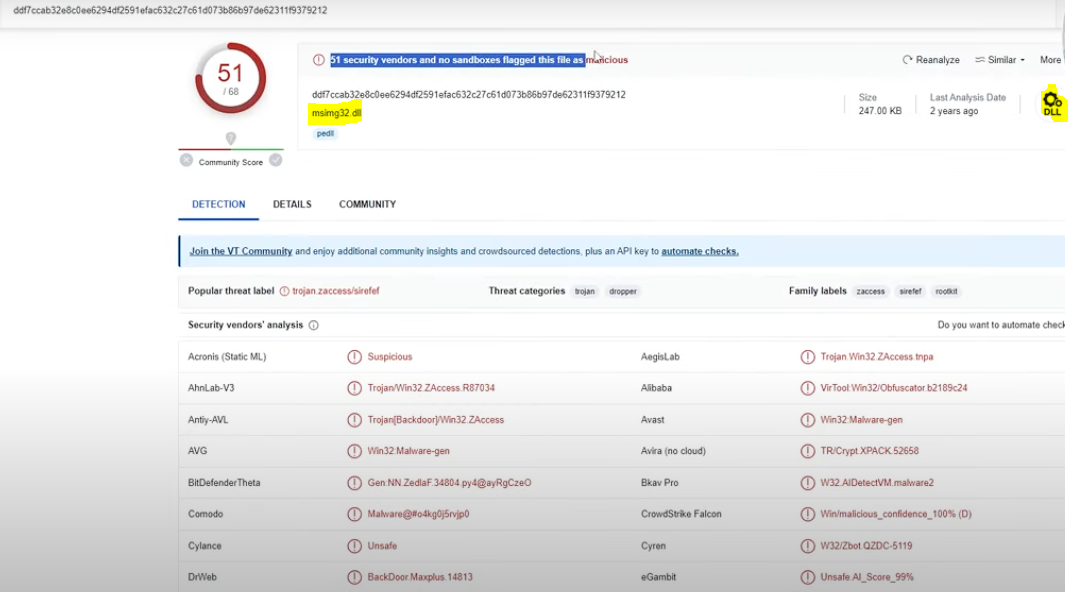 ddf7ccab32e8c0ee6294df2591efac632c27c61d073b86b97de62311f9379212
51 security vendors and no sandboxes flagged this file as malicious
Reanalyze Similar More
51
/ 68
ddf7ccab32e8c0ee6294df2591efac632c27c61d073b86b97de62311f9379212
msimg32.dll
pedll
Size
247.00 KB
Last Analysis Date
2 years ago
DLL
?
Community Score
DETECTION DETAILS COMMUNITY
Join the VT Community and enjoy additional community insights and crowdsourced detections, plus an API key to automate checks.
Popular threat label trojan.zaccess/sirefef Threat categories trojan dropper Family labels zaccess sirefef rootkit
Security vendors' analysis Do you want to automate check
Acronis (Static ML) Suspicious AegisLab Trojan.Win32.ZAccess.tnpa
AhnLab-V3 Trojan/Win32.ZAccess.R87034 Alibaba VirTool:Win32/Obfuscator.b2189c24
Antiy-AVL Trojan[Backdoor]/Win32.ZAccess Avast Win32:Malware-gen
AVG Win32:Malware-gen Avira (no cloud) TR/Crypt.XPACK.52658
BitDefenderTheta Gen:NN.ZedlaF.34804.py4@ayRgCzeO Bkav Pro W32.AIDetectVM.malware2
Comodo Malware@#o4kg0j5rvjp0 CrowdStrike Falcon Win/malicious_confidence_100% (D)
Cylance Unsafe Cyren W32/Zbot.QZDC-5119
DrWeb BackDoor.Maxplus.14813 eGambit Unsafe.AI_Score_99%